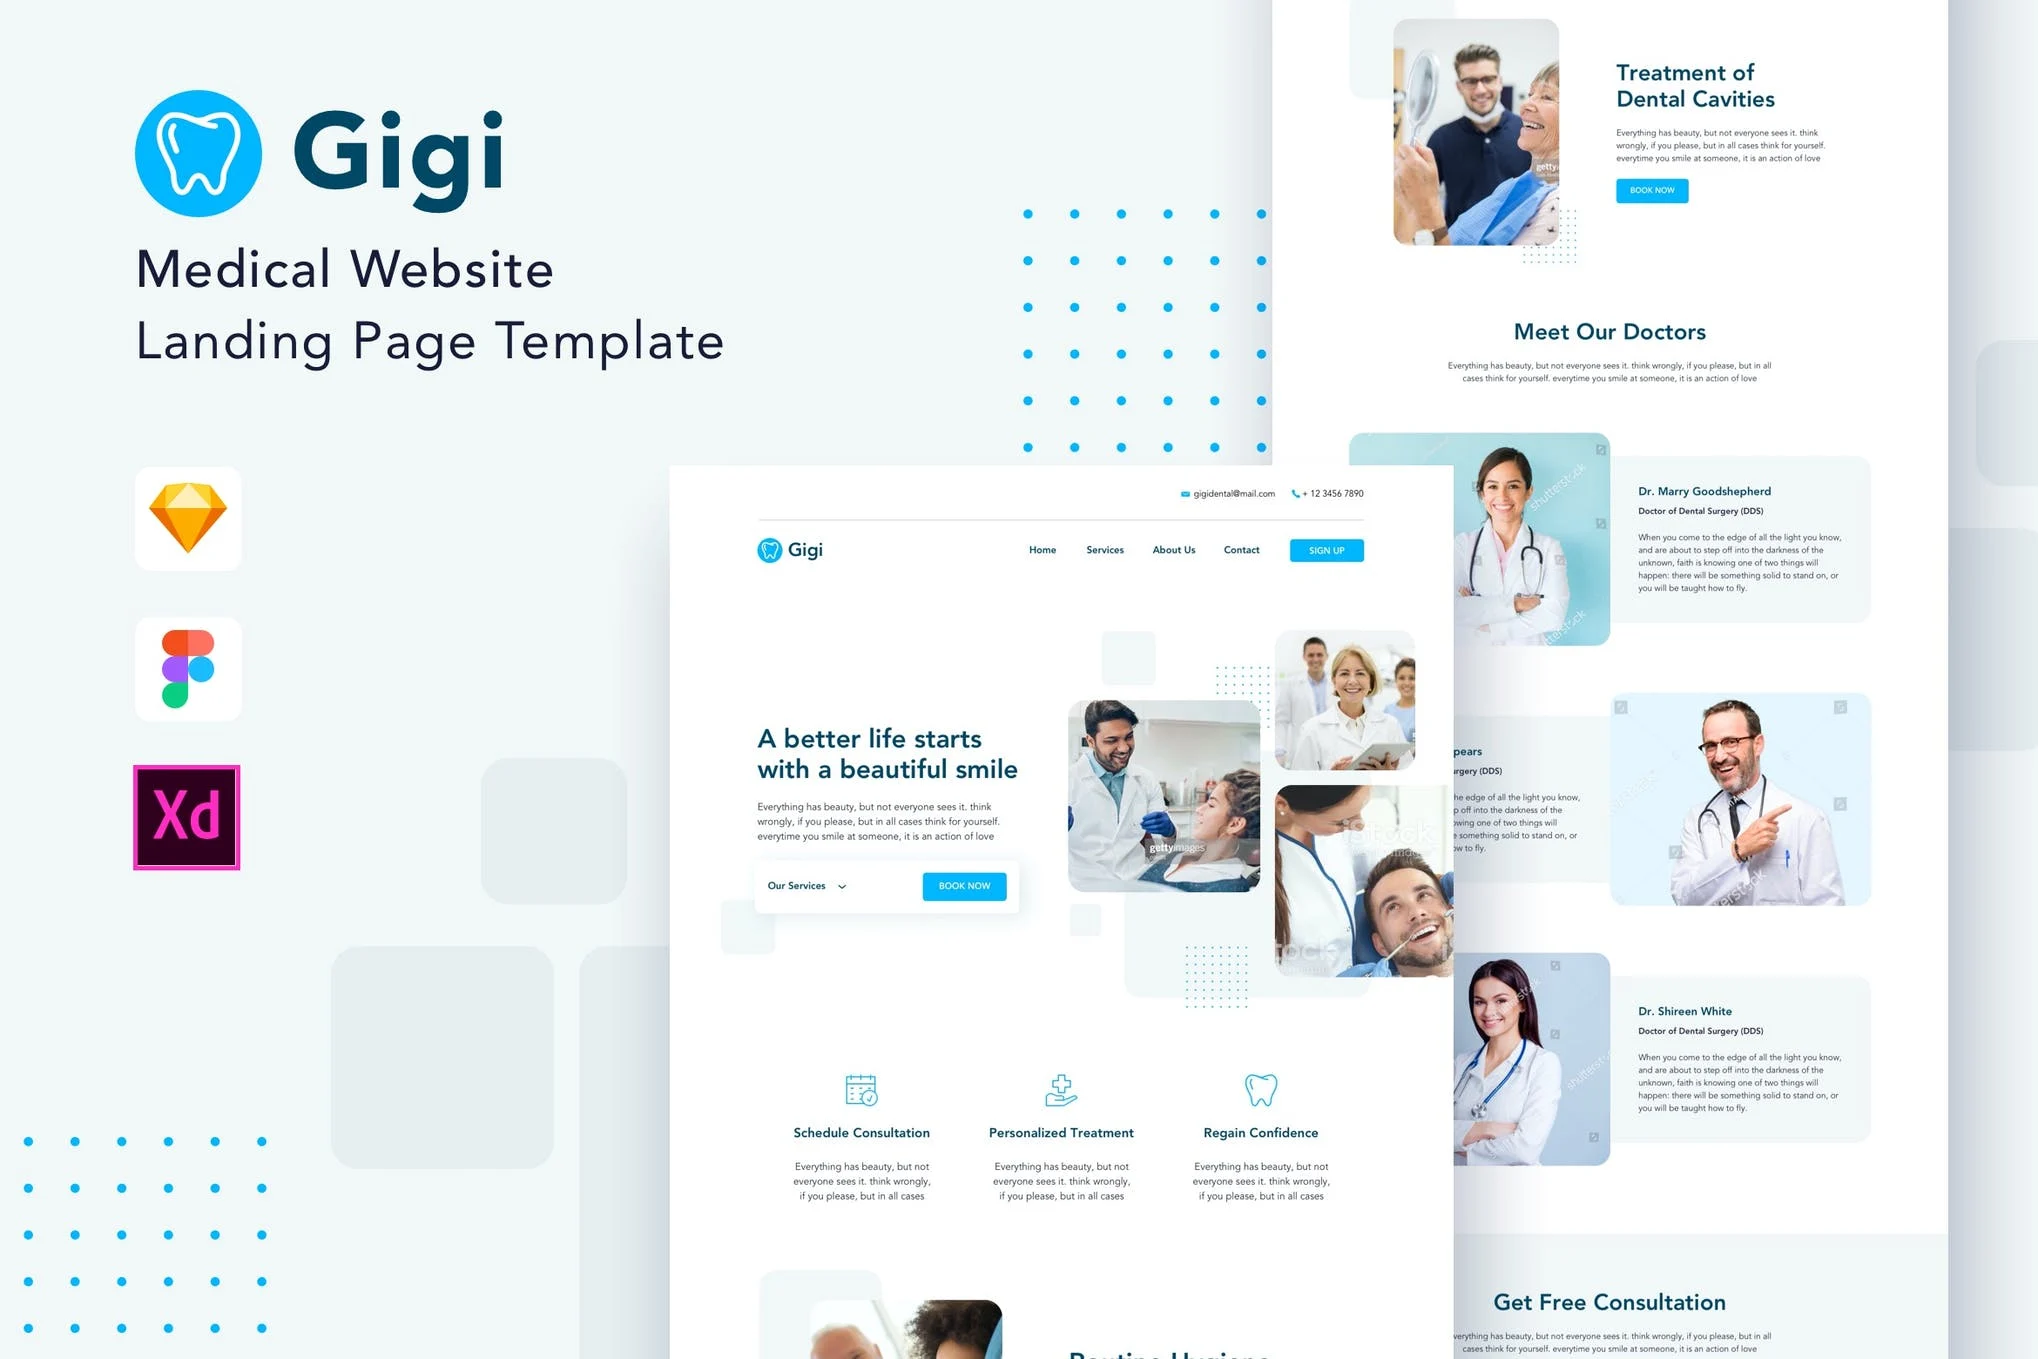 Gigi
Medical Website
Landing Page Template
Xd
gigidental@mail.com
+ 12 3456 7890
Gigi
Home
Services
About Us
Contact
SIGN UP
A better life starts
with a beautiful smile
Everything has beauty, but not everyone sees it. think
wrongly, if you please, but in all cases think for yourself.
everytime you smile at someone, it is an action of love
Our Services
BOOK NOW
gettyimages
iStock
Schedule Consultation
Everything has beauty, but not
everyone sees it. think wrongly,
if you please, but in all cases
Personalized Treatment
Everything has beauty, but not
everyone sees it. think wrongly,
if you please, but in all cases
Regain Confidence
Everything has beauty, but not
everyone sees it. think wrongly,
if you please, but in all cases
Treatment of
Dental Cavities
Everything has beauty, but not everyone sees it. think
wrongly, if you please, but in all cases think for yourself.
everytime you smile at someone, it is an action of love
BOOK NOW
getty
Meet Our Doctors
Everything has beauty, but not everyone sees it. think wrongly, if you please, but in all
cases think for yourself. everytime you smile at someone, it is an action of love
shutterstock
Dr. Marry Goodshepherd
Doctor of Dental Surgery (DDS)
When you come to the edge of all the light you know,
and are about to step off into the darkness of the
unknown, faith is knowing one of two things will
happen: there will be something solid to stand on, or
you will be taught how to fly.
pears
urgery (DDS)
he edge of all the light you know,
p off into the darkness of the
owing one of two things will
something solid to stand on, or
ow to fly.
shutterstock
Dr. Shireen White
Doctor of Dental Surgery (DDS)
When you come to the edge of all the light you know,
and are about to step off into the darkness of the
unknown, faith is knowing one of two things will
happen: there will be something solid to stand on, or
you will be taught how to fly.
Get Free Consultation
verything has beauty, but not everyone sees it. think wrongly, if you please, but in all
cases think for yourself. everytime you smile at someone, it is an action of love